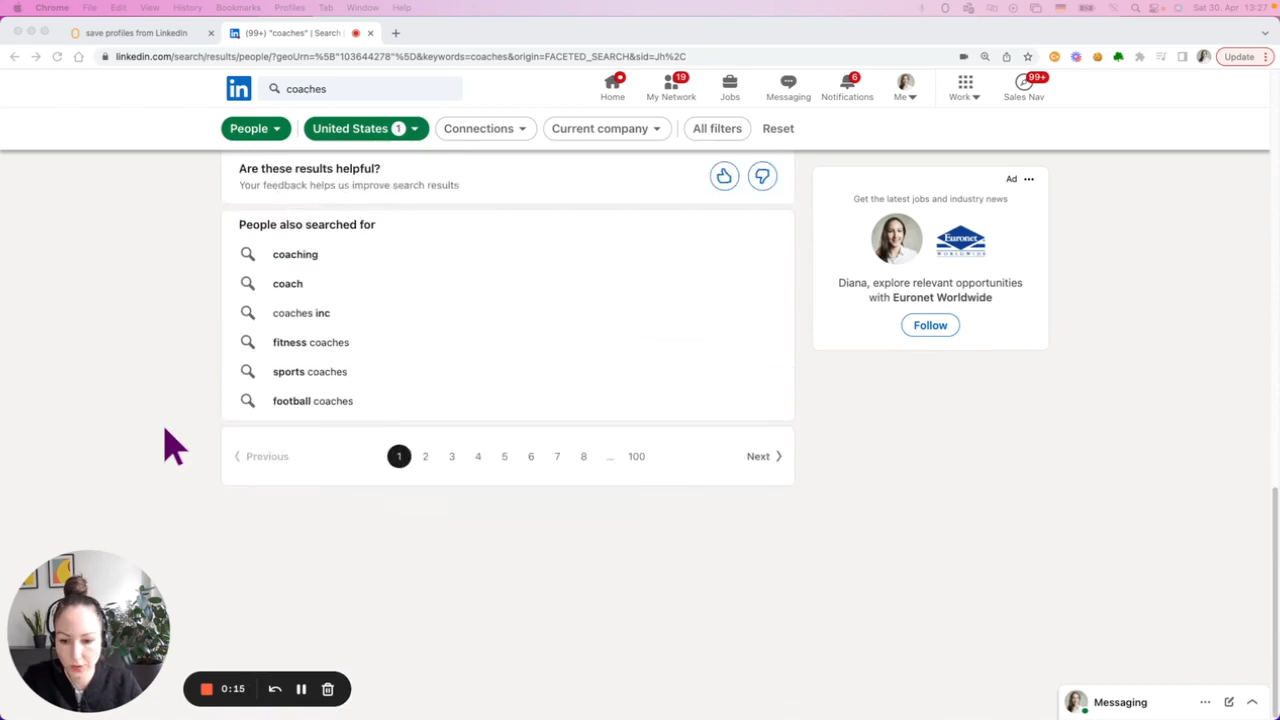 Chrome File Edit View History Bookmarks Profiles Tab Window Help
Sat 30. Apr. 13:27
save profiles from LinkedIn
(99+) "coaches" | Search |
linkedin.com/search/results/people/?geoUrn=%5B"103644278"%5D&keywords=coaches&origin=FACETED_SEARCH&sid=Jh%2C
Update
in
coaches
19
6
99+
Home
My Network
Jobs
Messaging
Notifications
Me
Work
Sales Nav
People
United States 1
Connections
Current company
All filters
Reset
Are these results helpful?
Your feedback helps us improve search results
People also searched for
coaching
coach
coaches inc
fitness coaches
sports coaches
football coaches
Previous
1 2 3 4 5 6 7 8 … 100
Next
Ad
Get the latest jobs and industry news
Euronet
WORLDWIDE
Diana, explore relevant opportunities
with Euronet Worldwide
Follow
0:15
Messaging